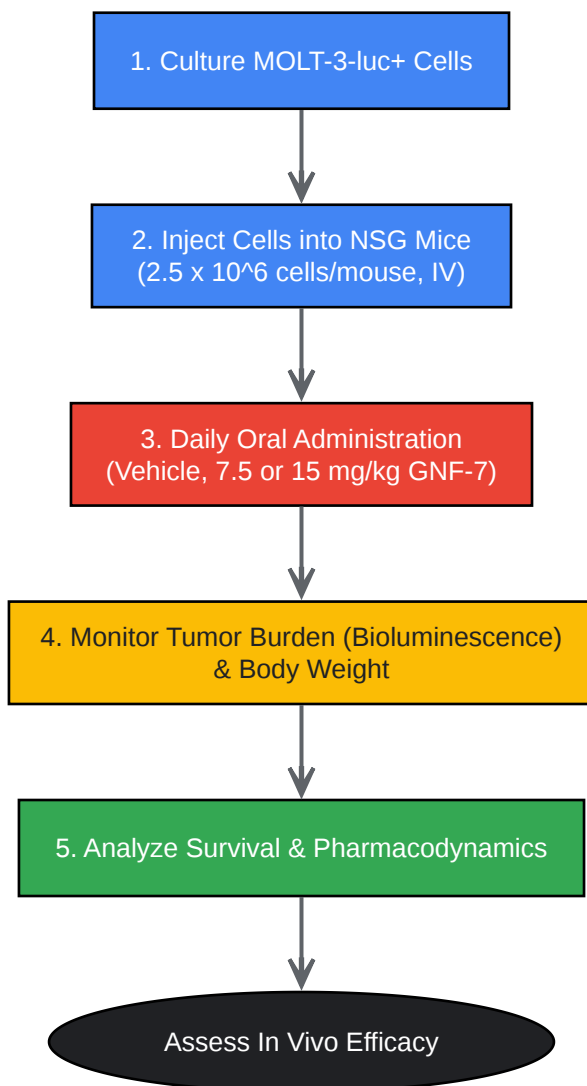 1. Culture MOLT-3-luc+ Cells
2. Inject Cells into NSG Mice
(2.5 x 10^6 cells/mouse, IV)
3. Daily Oral Administration
(Vehicle, 7.5 or 15 mg/kg GNF-7)
4. Monitor Tumor Burden (Bioluminescence)
& Body Weight
5. Analyze Survival & Pharmacodynamics
Assess In Vivo Efficacy